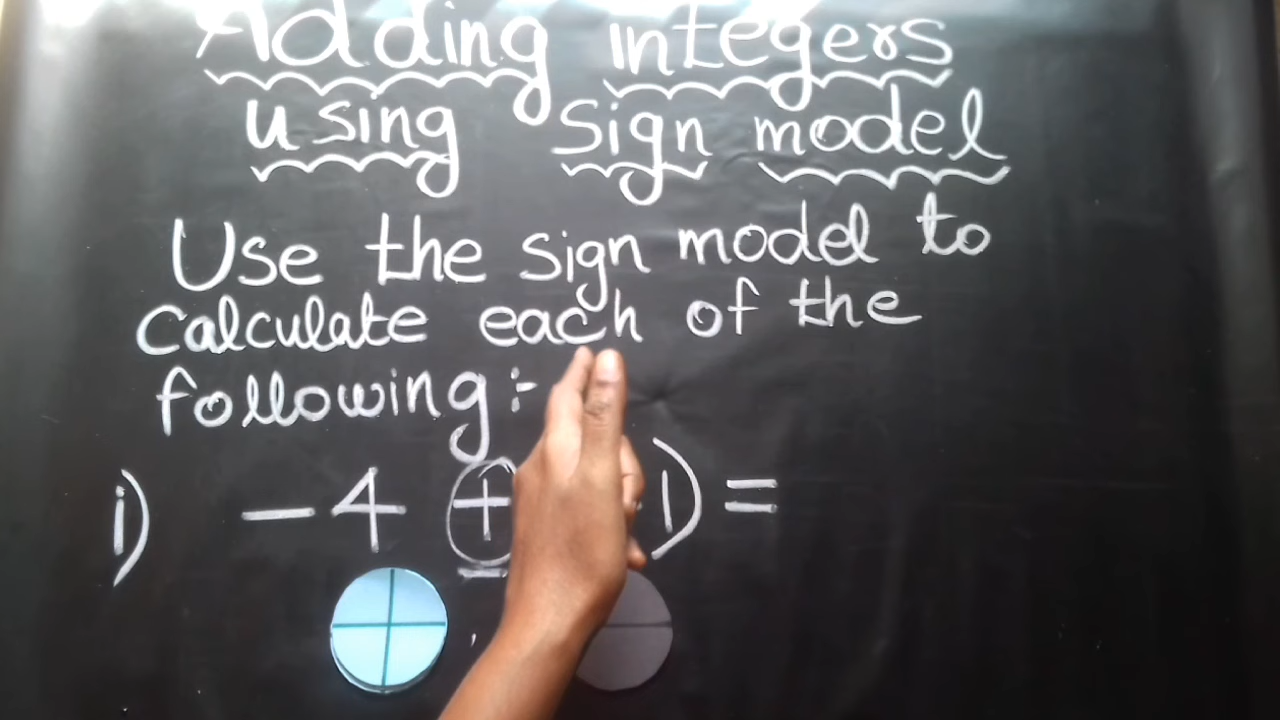 Adding integers
using sign model
Use the sign model to
calculate each of the
following :-
i) -4 + 1) =